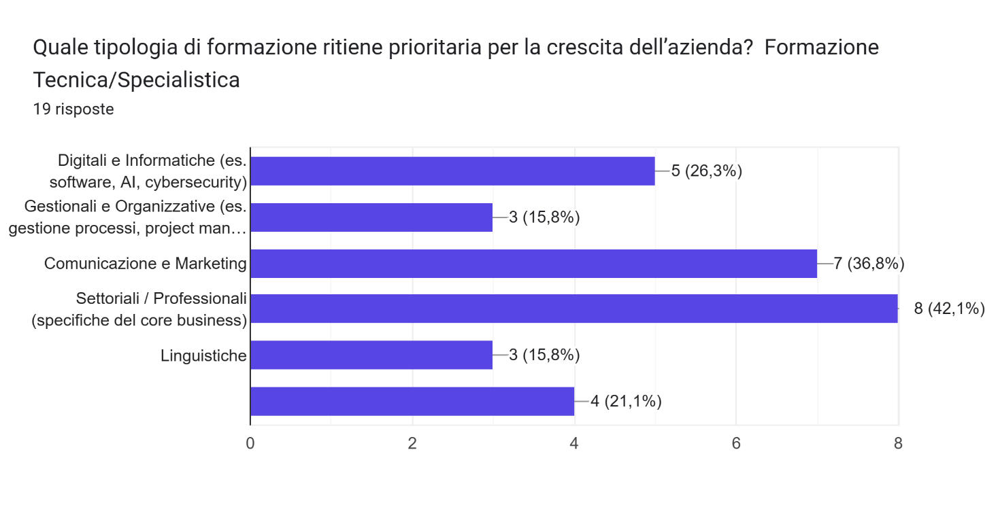 Quale tipologia di formazione ritiene prioritaria per la crescita dell’azienda?  Formazione
Tecnica/Specialistica
19 risposte
Digitali e Informatiche (es.
software, AI, cybersecurity)
5 (26,3%)
Gestionali e Organizzative (es.
gestione processi, project man…
3 (15,8%)
Comunicazione e Marketing
7 (36,8%)
Settoriali / Professionali
(specifiche del core business)
8 (42,1%)
Linguistiche
3 (15,8%)
4 (21,1%)
0 2 4 6 8